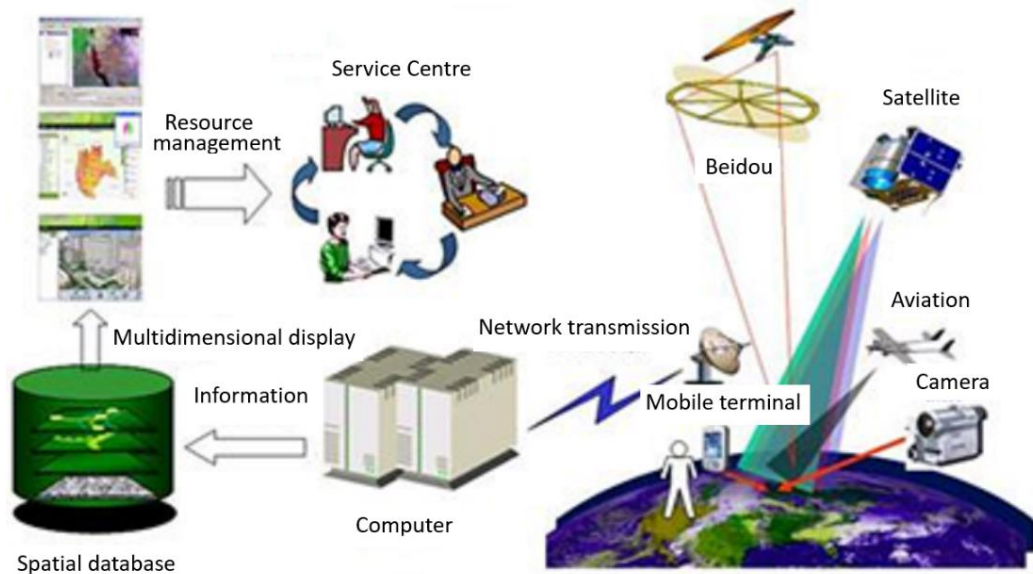 Service Centre
Resource
management
Satellite
Beidou
Aviation
Network transmission
Multidimensional display
Camera
Information
Mobile terminal
Computer
Spatial database